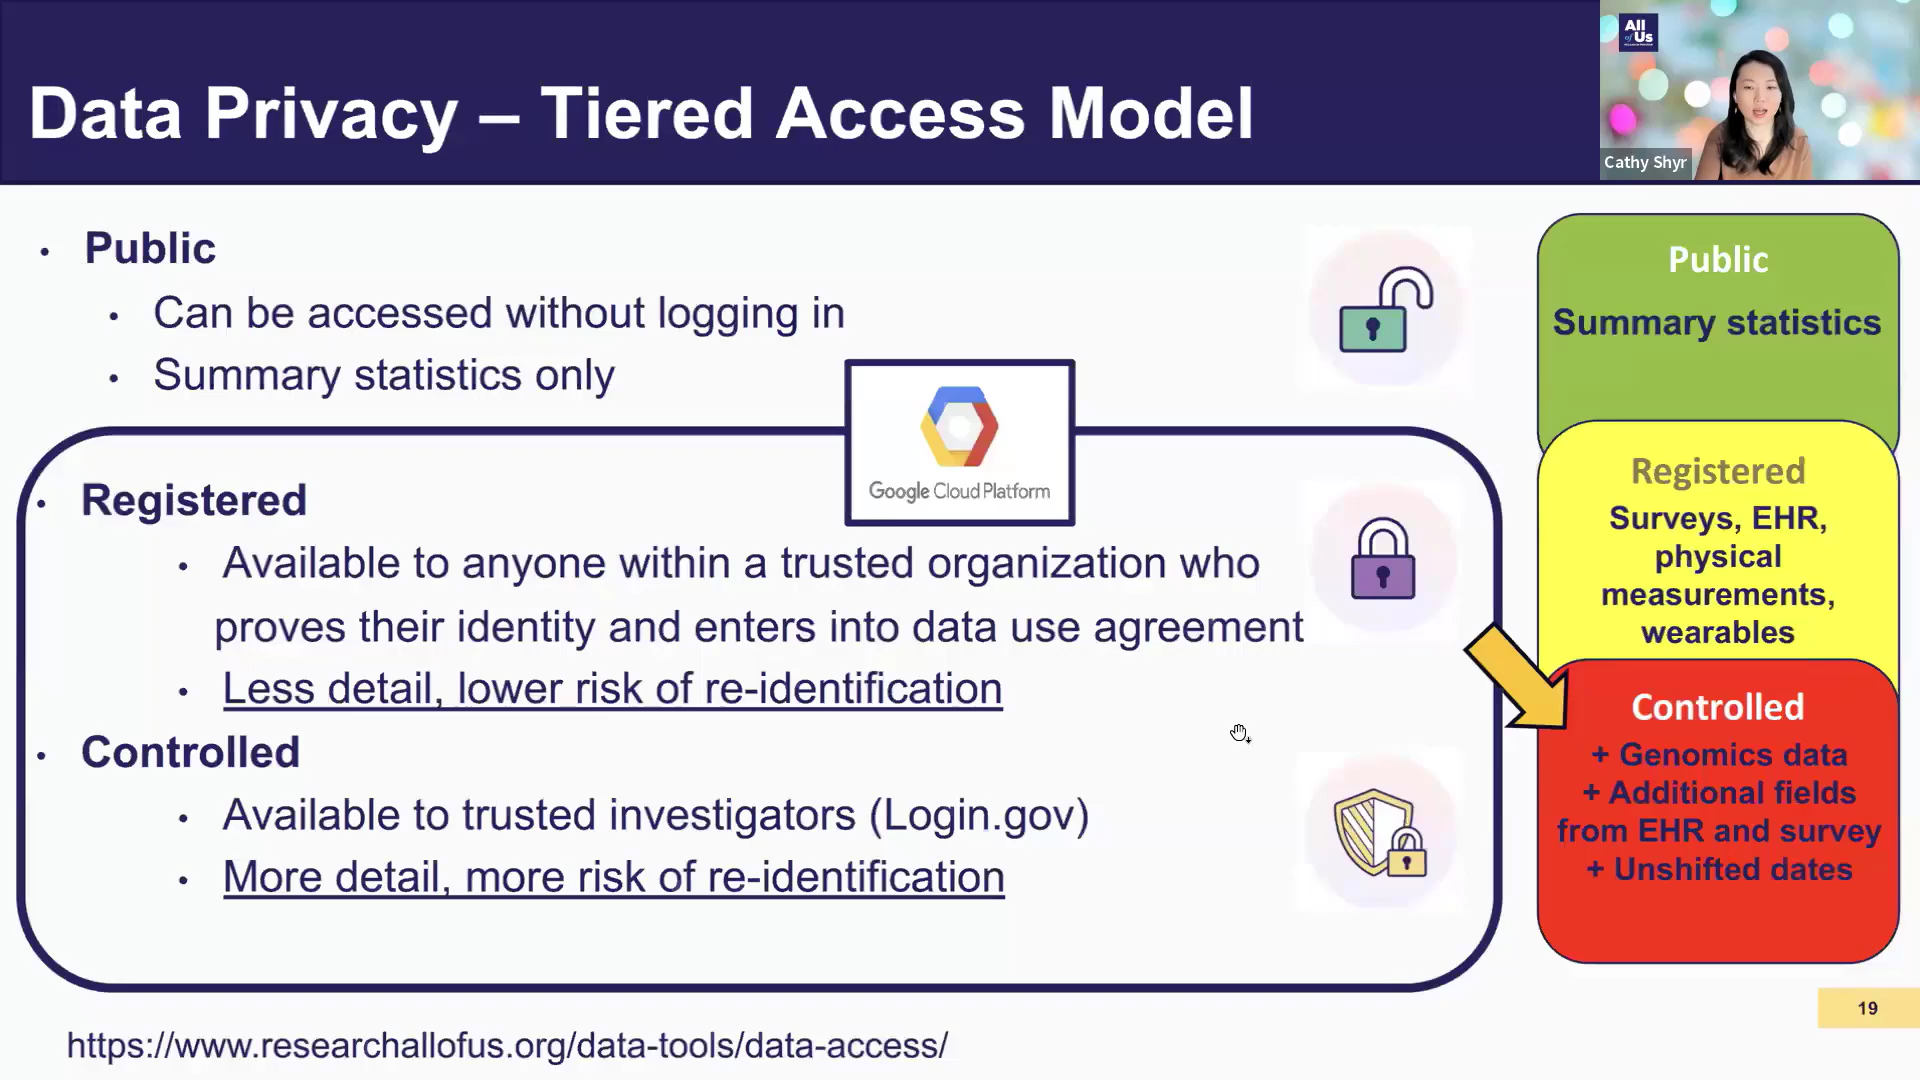 Data Privacy – Tiered Access Model
All of Us
Cathy Shyr
• Public
• Can be accessed without logging in
• Summary statistics only
Google Cloud Platform
• Registered
• Available to anyone within a trusted organization who
proves their identity and enters into data use agreement
• Less detail, lower risk of re-identification
• Controlled
• Available to trusted investigators (Login.gov)
• More detail, more risk of re-identification
Public
Summary statistics
Registered
Surveys, EHR,
physical
measurements,
wearables
Controlled
+ Genomics data
+ Additional fields
from EHR and survey
+ Unshifted dates
19
https://www.researchallofus.org/data-tools/data-access/